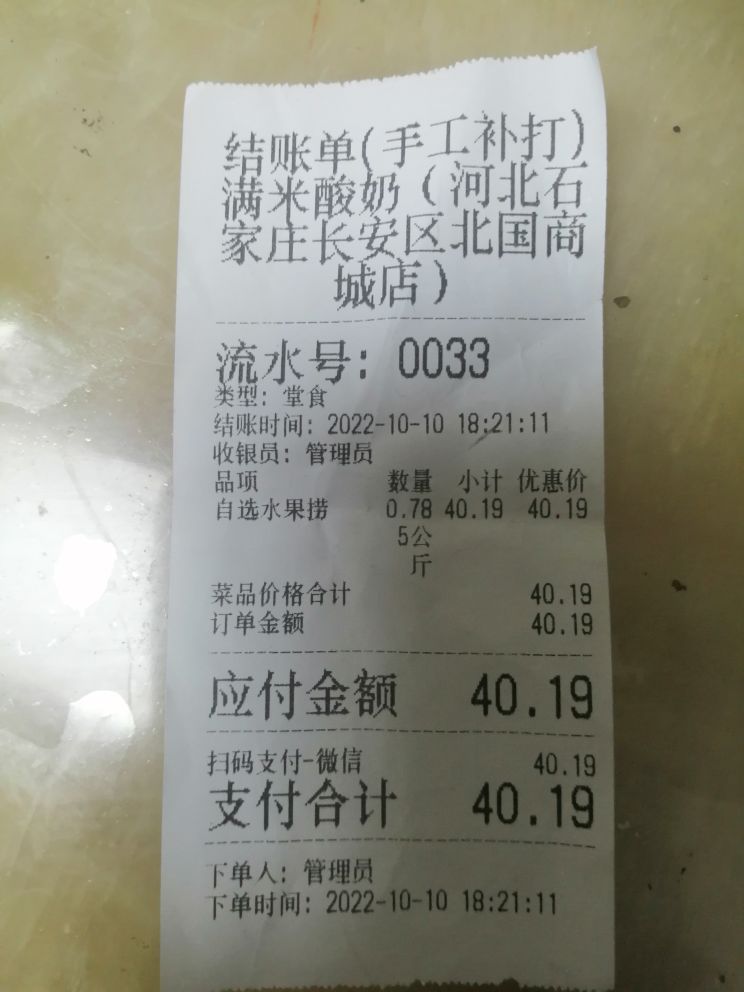 结账单(手工补打)
满米酸奶（河北石
家庄长安区北国商
城店）
流水号: 0033
类型: 堂食
结账时间: 2022-10-10 18:21:11
收银员: 管理员
品项 数量 小计 优惠价
自选水果捞 0.78 40.19 40.19
5公
斤
菜品价格合计 40.19
订单金额 40.19
应付金额 40.19
扫码支付-微信 40.19
支付合计 40.19
下单人: 管理员
下单时间: 2022-10-10 18:21:11